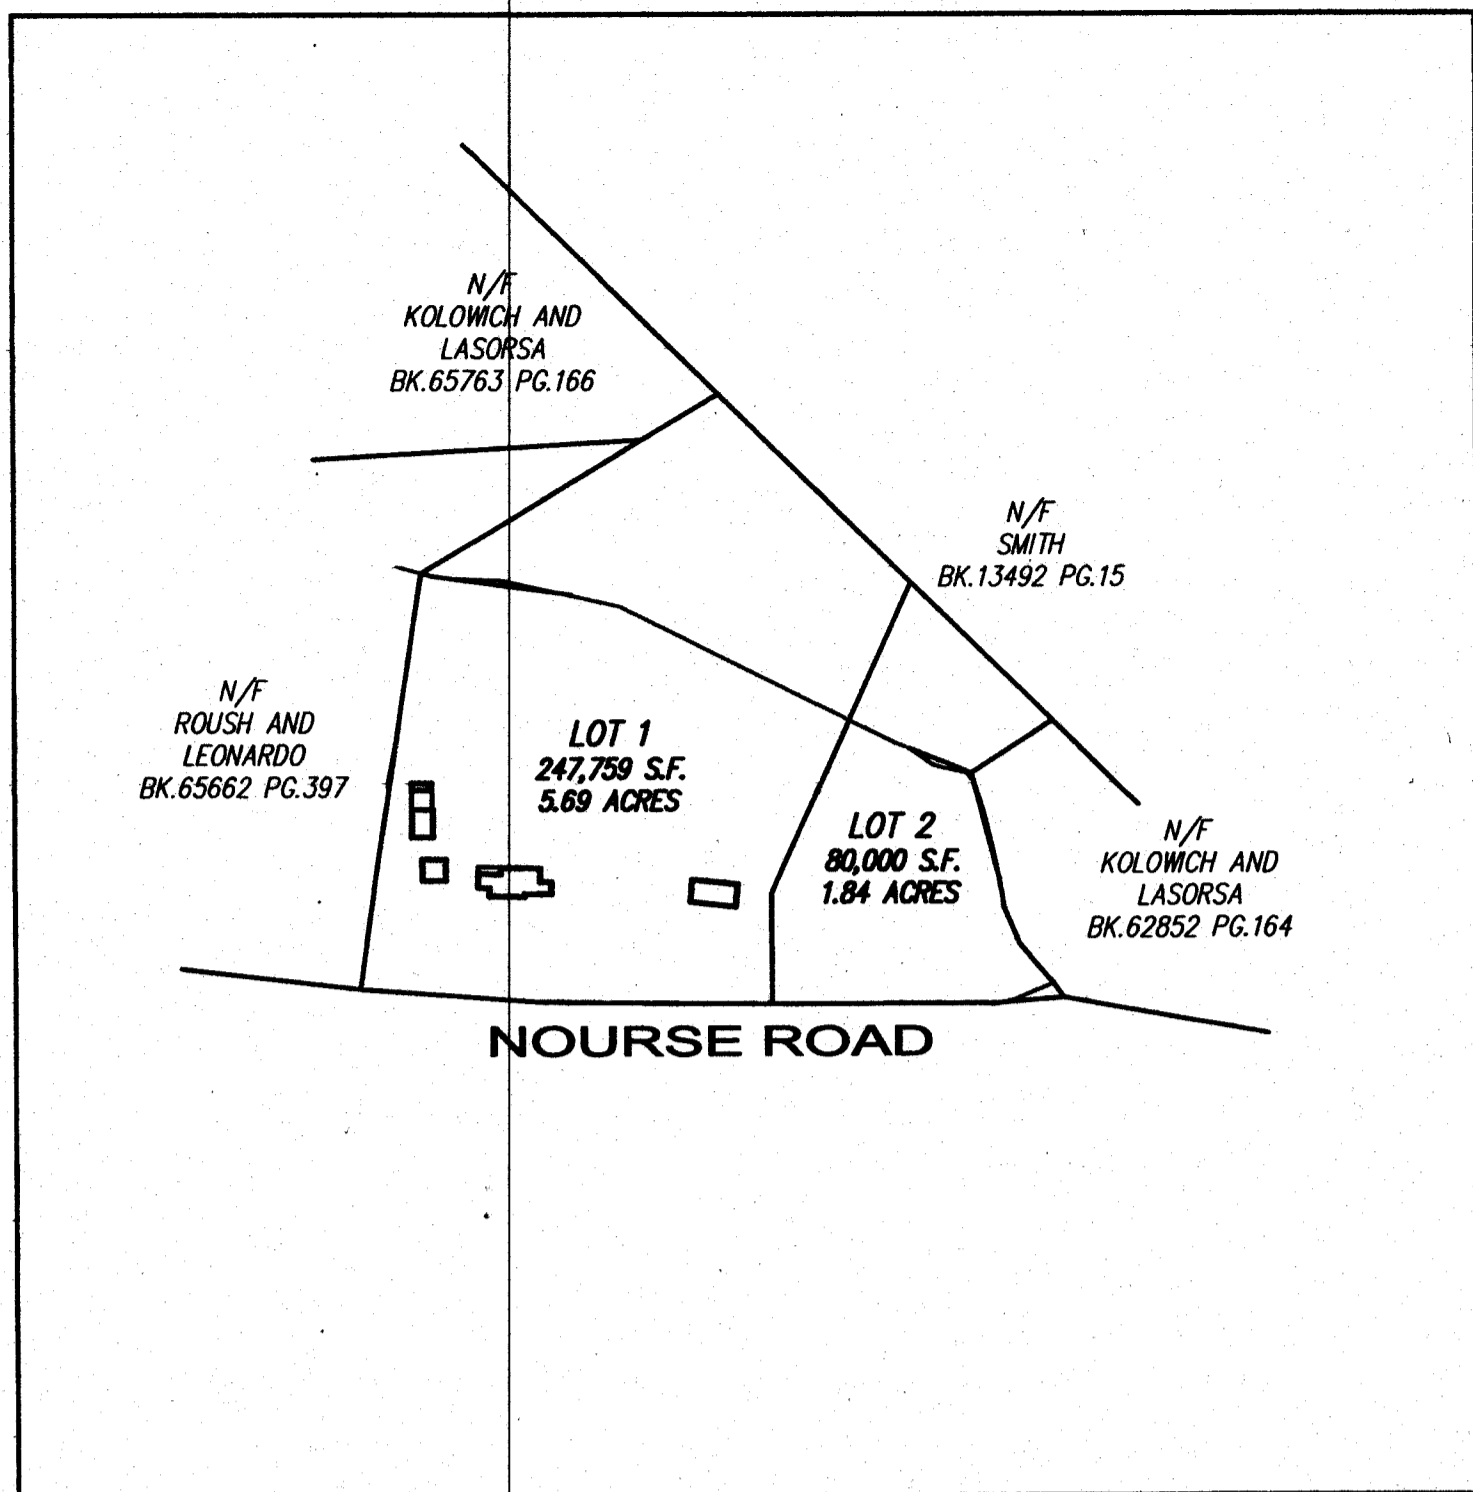 N/F
KOLOWICH AND
LASORSA
BK.65763 PG.166
N/F
SMITH
BK.13492 PG.15
N/F
ROUSH AND
LEONARDO
BK.65662 PG.397
LOT 1
247,759 S.F.
5.69 ACRES
LOT 2
80,000 S.F.
1.84 ACRES
N/F
KOLOWICH AND
LASORSA
BK.62852 PG.164
NOURSE ROAD